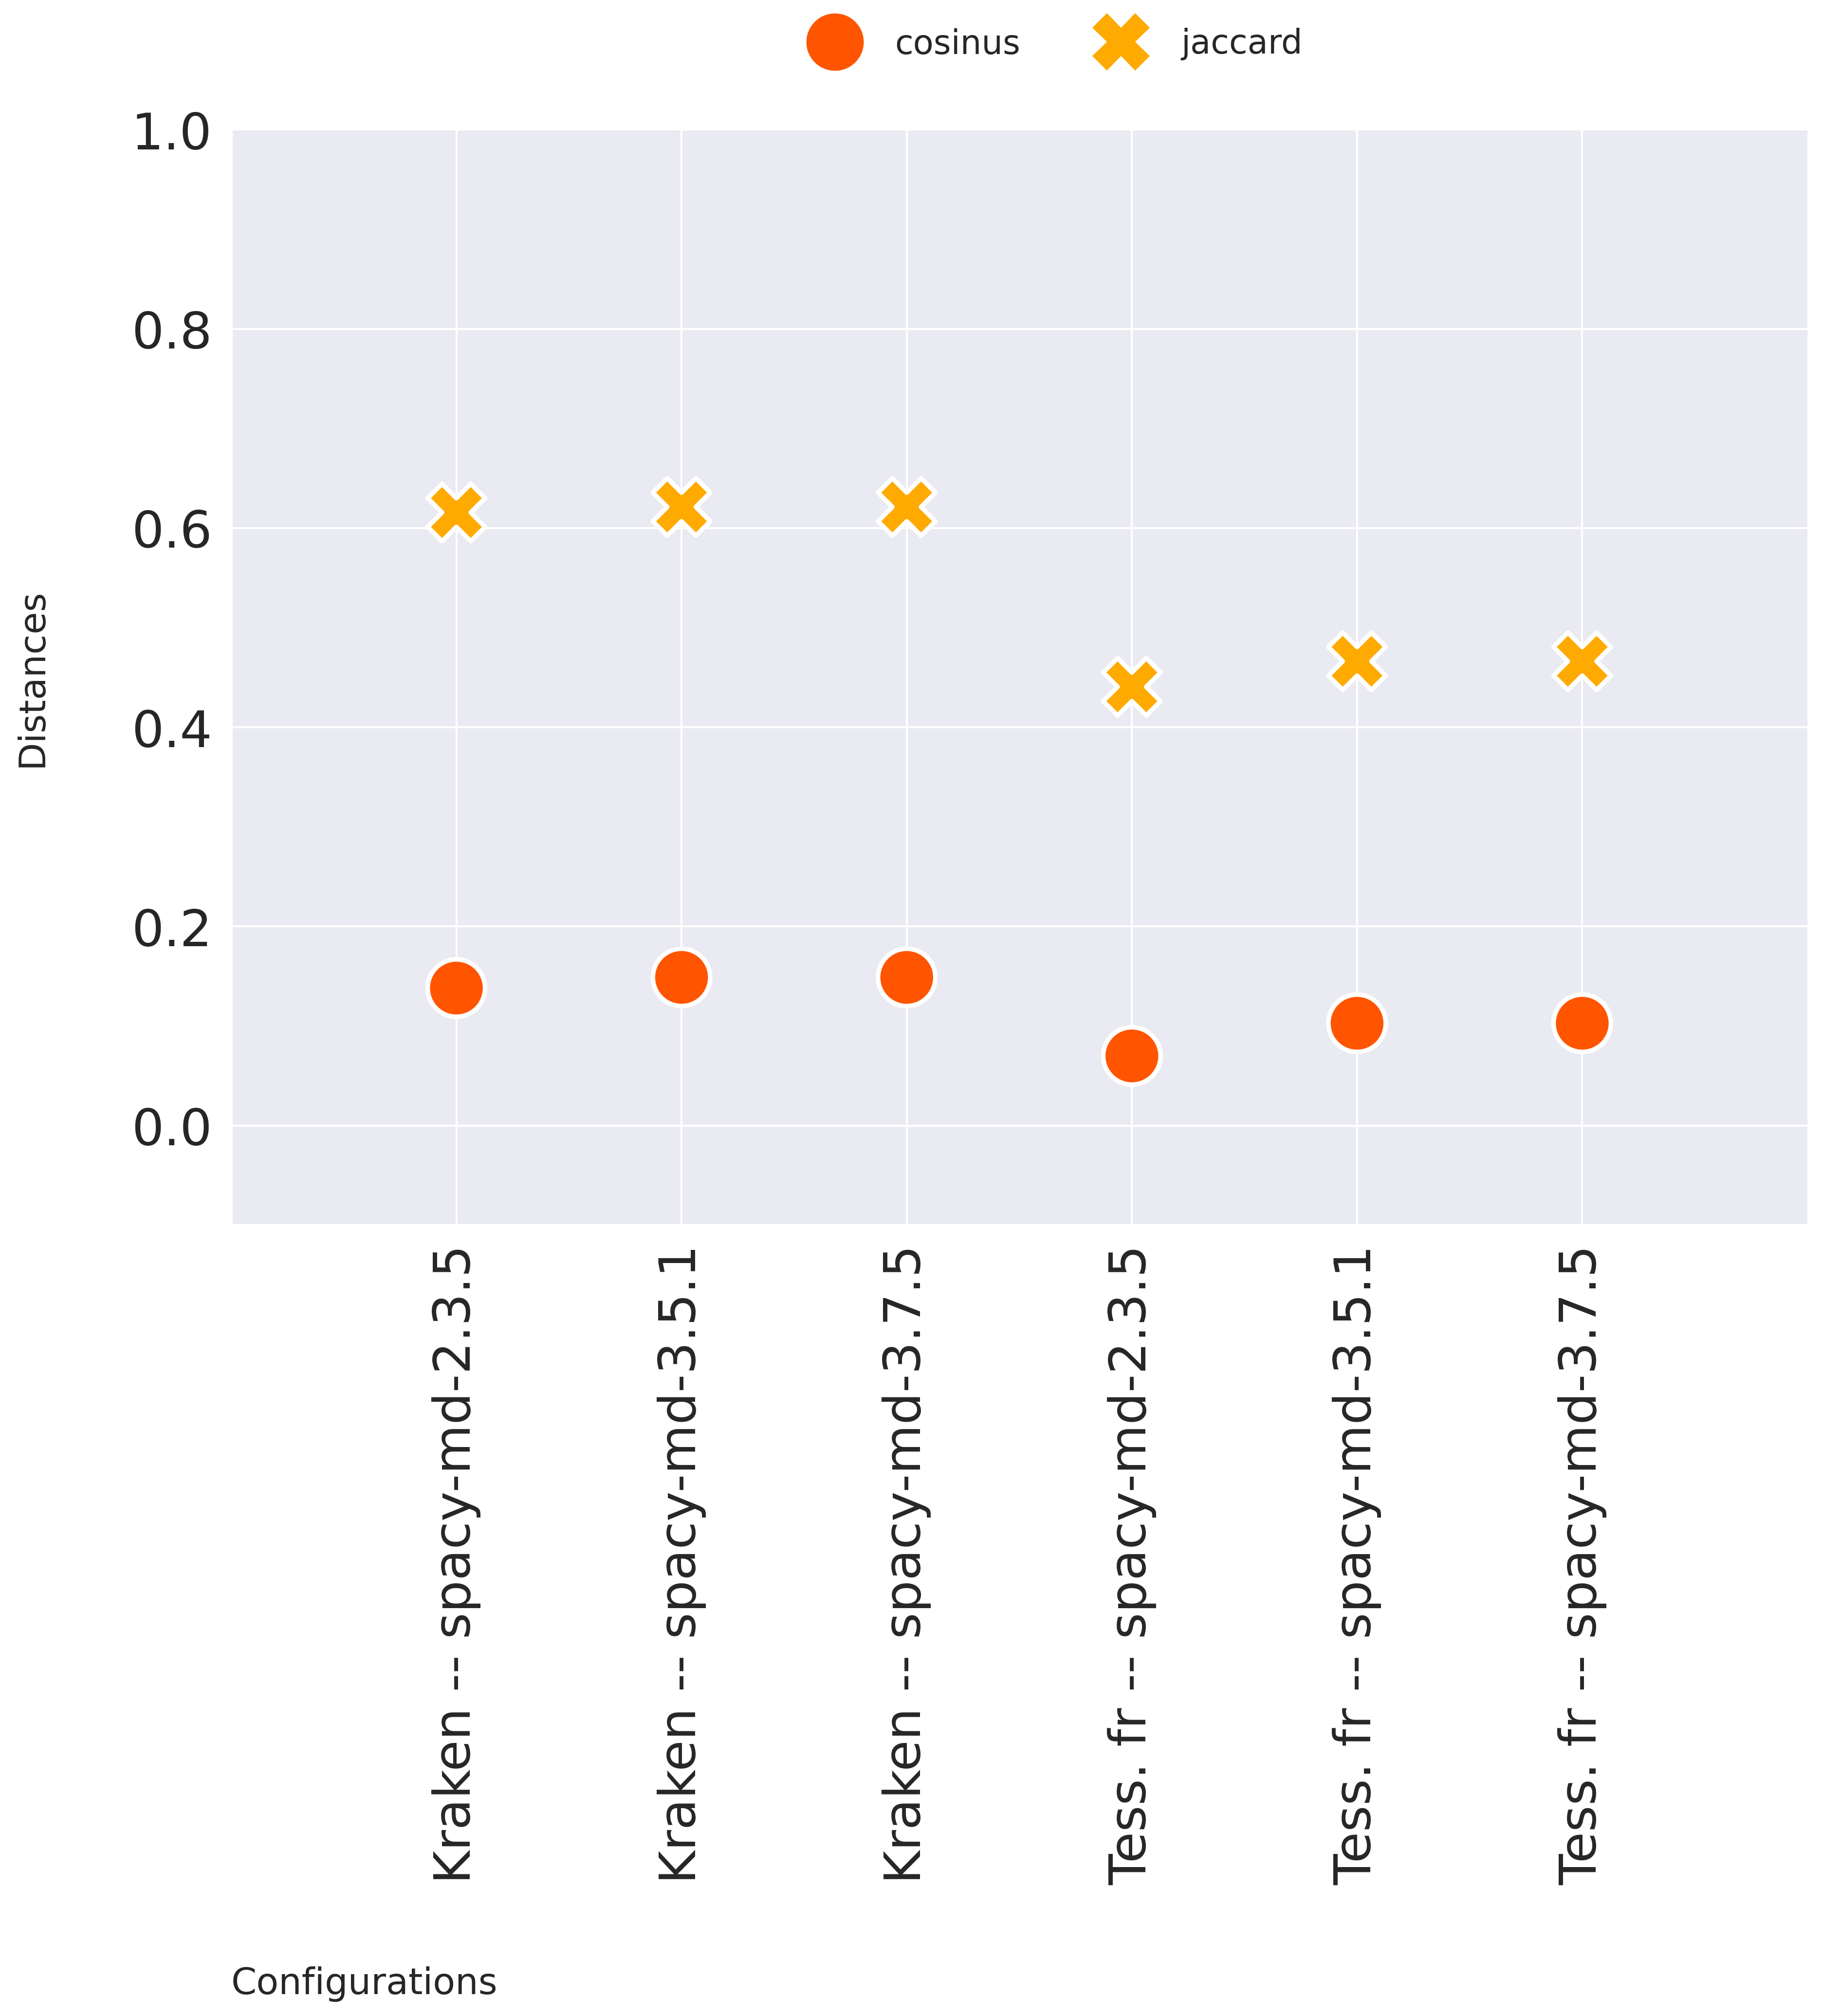 cosinus
jaccard
1.0
0.8
0.6
0.4
0.2
0.0
Distances
Kraken -- spacy-md-2.3.5
Kraken -- spacy-md-3.5.1
Kraken -- spacy-md-3.7.5
Tess. fr -- spacy-md-2.3.5
Tess. fr -- spacy-md-3.5.1
Tess. fr -- spacy-md-3.7.5
Configurations